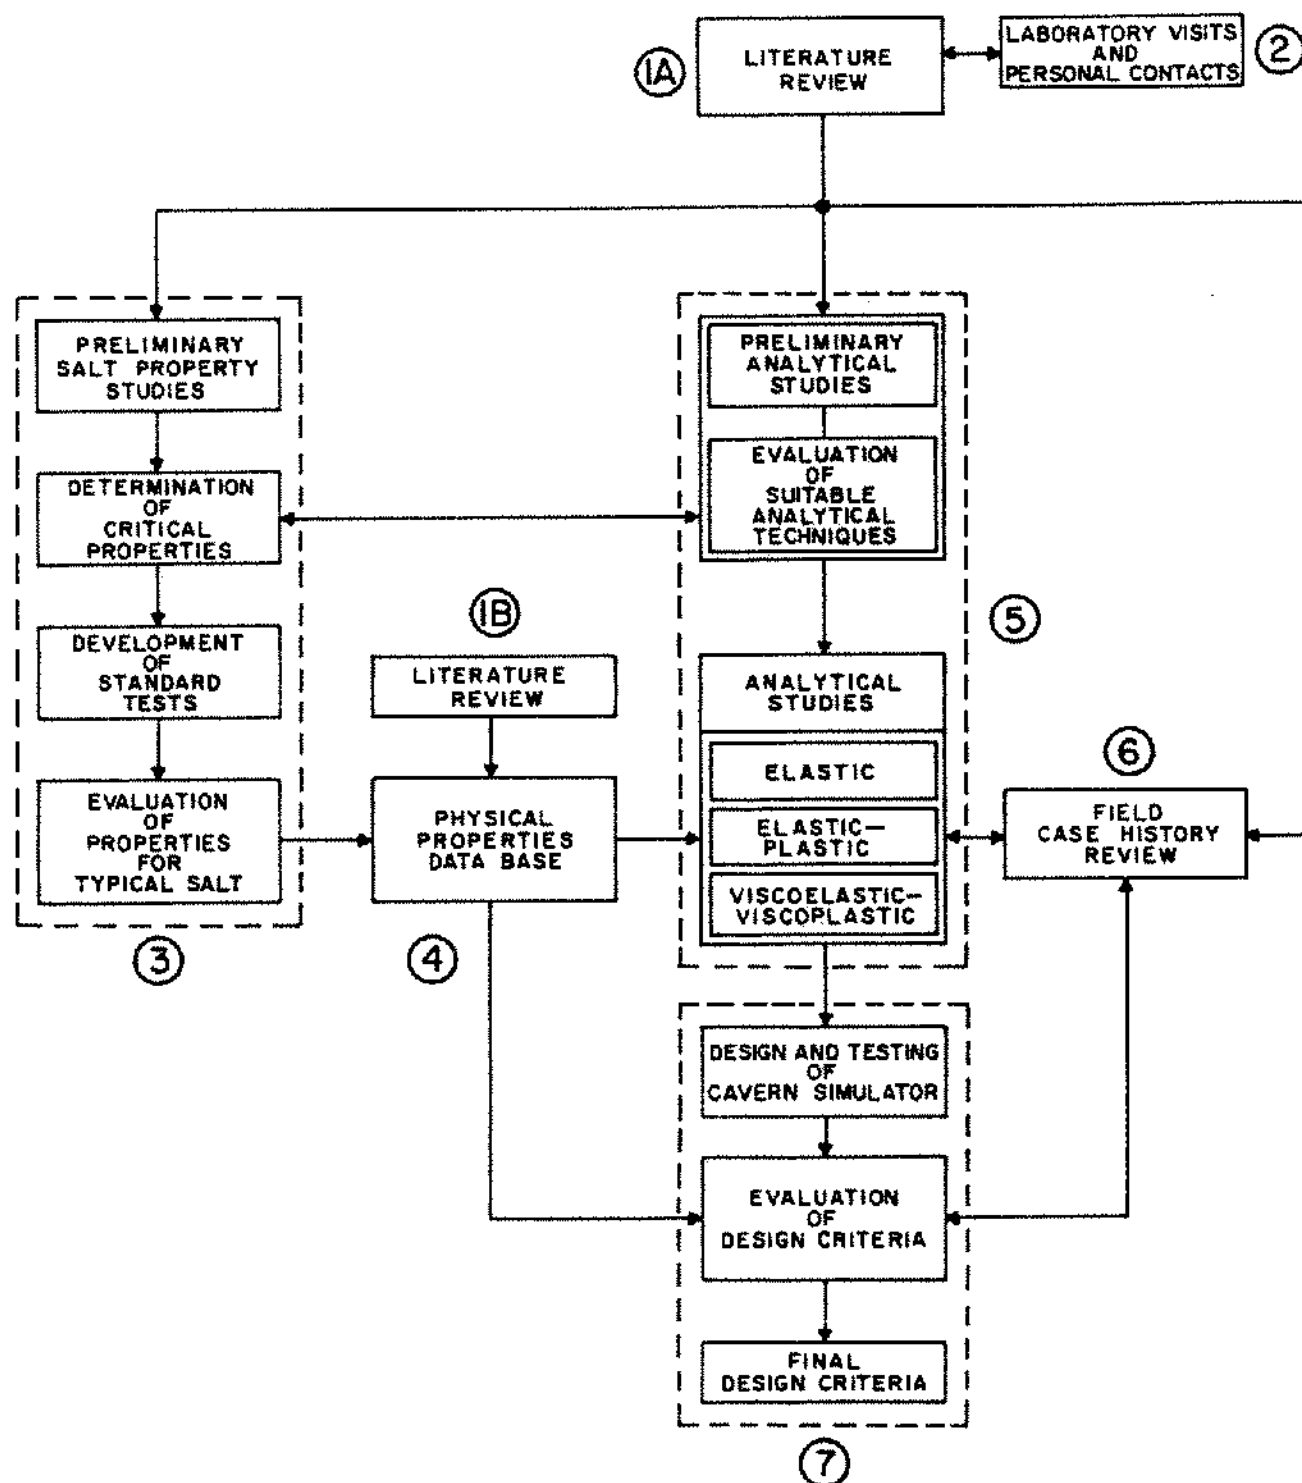 1A
LITERATURE
REVIEW
LABORATORY VISITS
AND
PERSONAL CONTACTS
2
PRELIMINARY
SALT PROPERTY
STUDIES
DETERMINATION
OF
CRITICAL
PROPERTIES
DEVELOPMENT
OF
STANDARD
TESTS
EVALUATION
OF
PROPERTIES
FOR
TYPICAL SALT
3
1B
LITERATURE
REVIEW
PHYSICAL
PROPERTIES
DATA BASE
4
PRELIMINARY
ANALYTICAL
STUDIES
EVALUATION
OF
SUITABLE
ANALYTICAL
TECHNIQUES
ANALYTICAL
STUDIES
ELASTIC
ELASTIC—
PLASTIC
VISCOELASTIC—
VISCOPLASTIC
5
6
FIELD
CASE HISTORY
REVIEW
DESIGN AND TESTING
OF
CAVERN SIMULATOR
EVALUATION
OF
DESIGN CRITERIA
FINAL
DESIGN CRITERIA
7